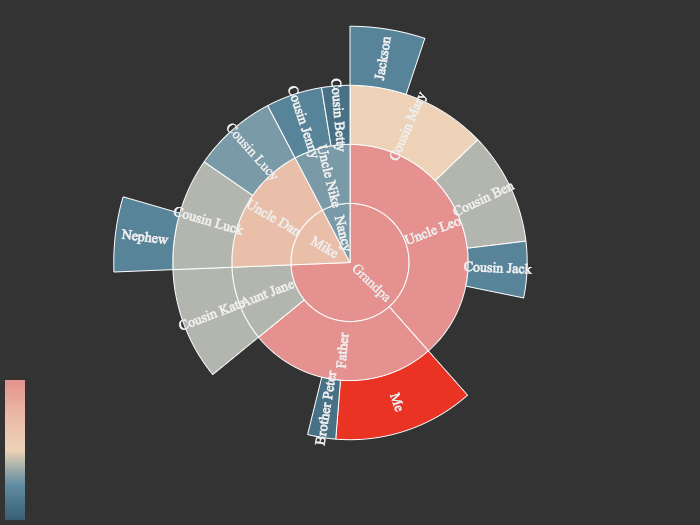 Jackson
Cousin Mary
Cousin Betty
Cousin Jenny
Cousin Lucy
Uncle Nike
Cousin Ben
Uncle Dan
Cousin Luck
Nancy
Uncle Leo
Nephew
Mike
Cousin Jack
Grandpa
Aunt Jane
Cousin Kate
Father
Me
Brother Peter